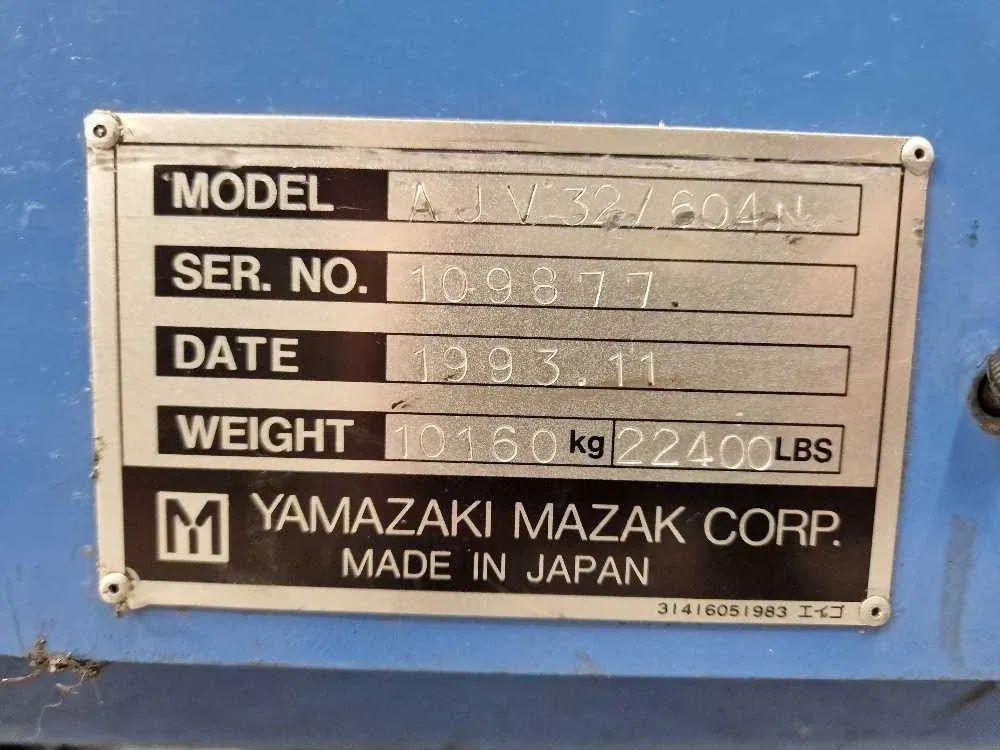 MODEL AJV 32/604N
SER. NO. 109877
DATE 1993.11
WEIGHT 10160 kg 22400 LBS
M YAMAZAKI MAZAK CORP.
MADE IN JAPAN
31416051983 エイゴ